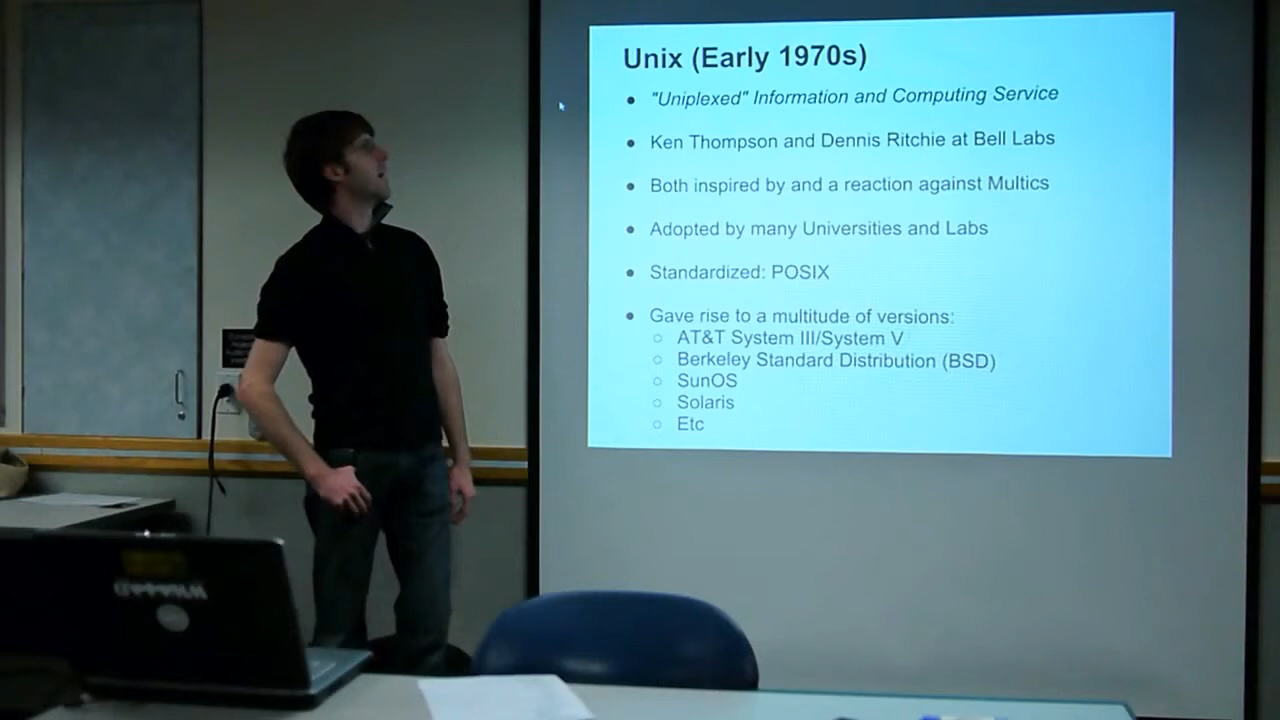 Unix (Early 1970s)
● "Uniplexed" Information and Computing Service
● Ken Thompson and Dennis Ritchie at Bell Labs
● Both inspired by and a reaction against Multics
● Adopted by many Universities and Labs
● Standardized: POSIX
● Gave rise to a multitude of versions:
○ AT&T System III/System V
○ Berkeley Standard Distribution (BSD)
○ SunOS
○ Solaris
○ Etc